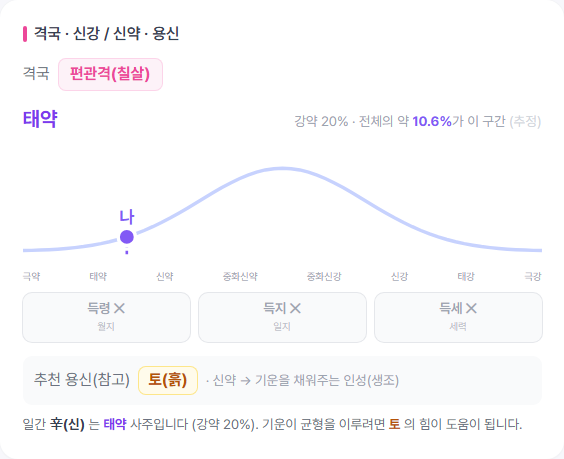 격국 · 신강 / 신약 · 용신
격국 편관격(칠살)
태약 강약 20% · 전체의 약 10.6%가 이 구간 (추정)
나
극약 태약 신약 중화신약 중화신강 신강 태강 극강
득령 ✕ 득지 ✕ 득세 ✕
월지 일지 세력
추천 용신(참고) 토(흙) · 신약 → 기운을 채워주는 인성(생조)
일간 辛(신) 는 태약 사주입니다 (강약 20%). 기운이 균형을 이루려면 토 의 힘이 도움이 됩니다.